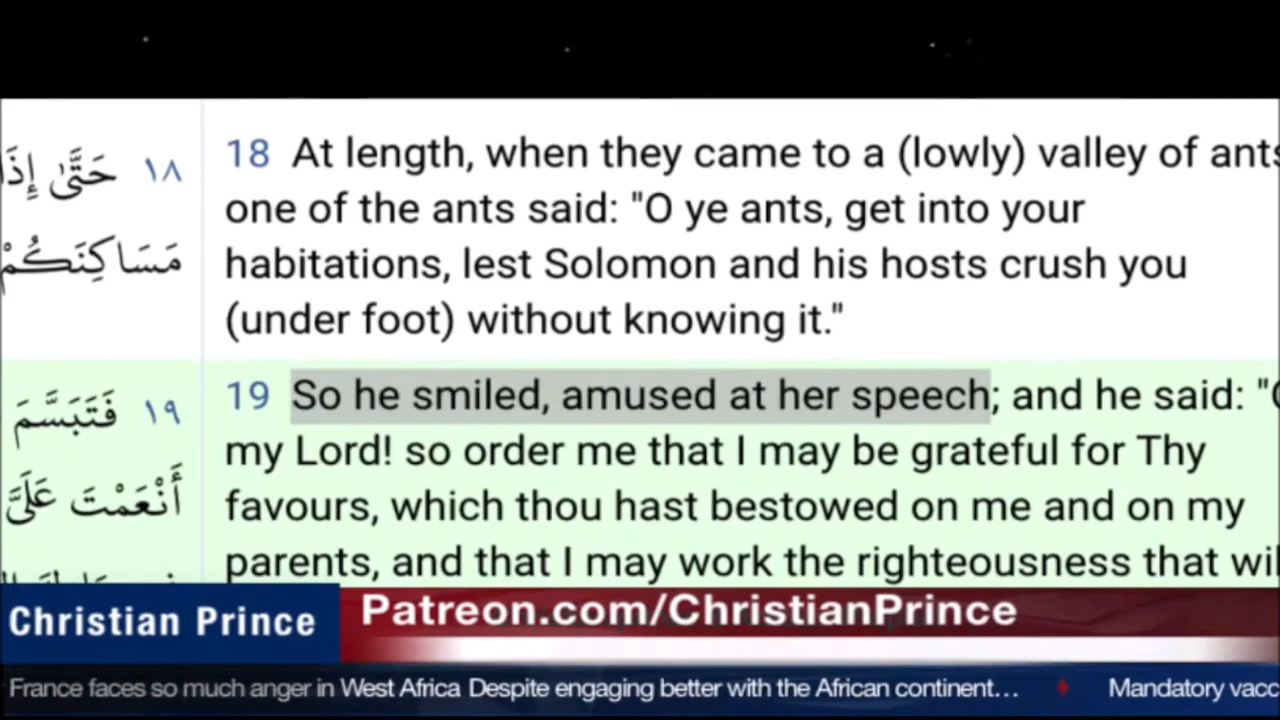 حَتَّىٰ إِذَا ١٨
مَسَاكِنَكُمْ
18 At length, when they came to a (lowly) valley of ants
one of the ants said: "O ye ants, get into your
habitations, lest Solomon and his hosts crush you
(under foot) without knowing it."
فَتَبَسَّمَ ١٩
أَنْعَمْتَ عَلَيَّ
19 So he smiled, amused at her speech; and he said: "O
my Lord! so order me that I may be grateful for Thy
favours, which thou hast bestowed on me and on my
parents, and that I may work the righteousness that wil
Christian Prince
Patreon.com/ChristianPrince
France faces so much anger in West Africa Despite engaging better with the African continent... Mandatory vacc